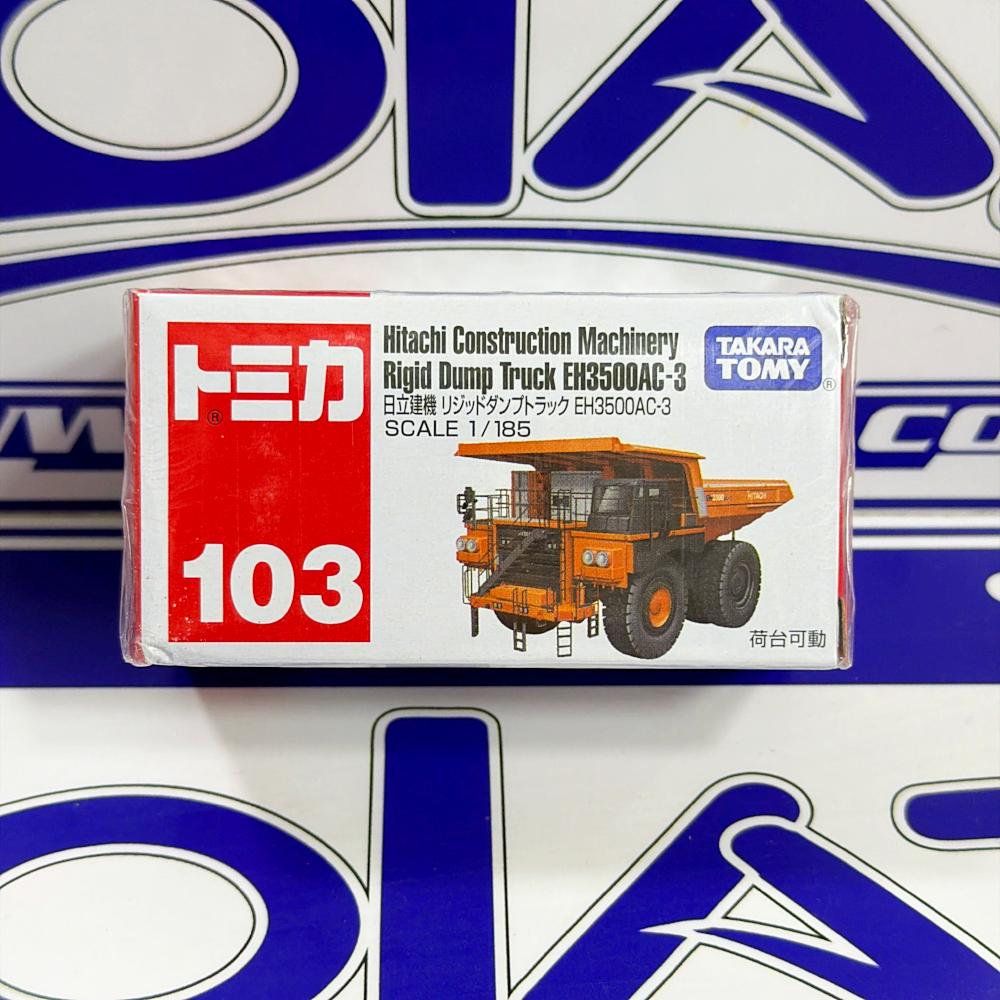 トミカ
®
103
Hitachi Construction Machinery
Rigid Dump Truck EH3500AC-3
日立建機 リジッドダンプトラック EH3500AC-3
SCALE 1/185
TAKARA
TOMY
®
HITACHI
荷台可動